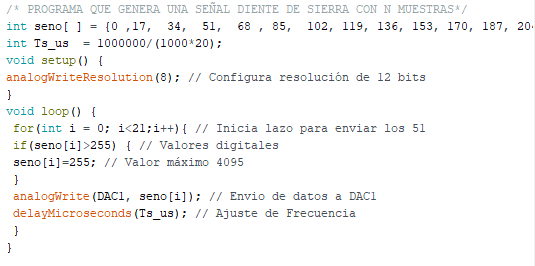 /* PROGRAMA QUE GENERA UNA SEÑAL DIENTE DE SIERRA CON N MUESTRAS*/
int seno[ ] = {0 ,17, 34, 51, 68 , 85, 102, 119, 136, 153, 170, 187, 204
int Ts_us = 1000000/(1000*20);
void setup() {
analogWriteResolution(8); // Configura resolución de 12 bits
}
void loop() {
for(int i = 0; i<21;i++){ // Inicia lazo para enviar los 51
if(seno[i]>255) { // Valores digitales
seno[i]=255; // Valor máximo 4095
}
analogWrite(DAC1, seno[i]); // Envio de datos a DAC1
delayMicroseconds(Ts_us); // Ajuste de Frecuencia
}
}